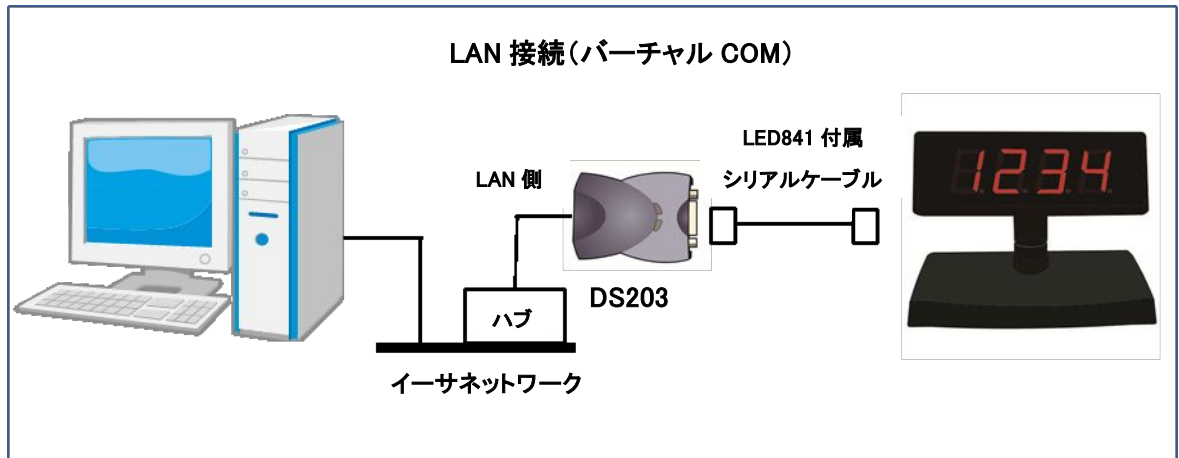 LAN 接続(バーチャル COM)
LED841 付属
シリアルケーブル
LAN 側
1234
DS203
ハブ
イーサネットワーク